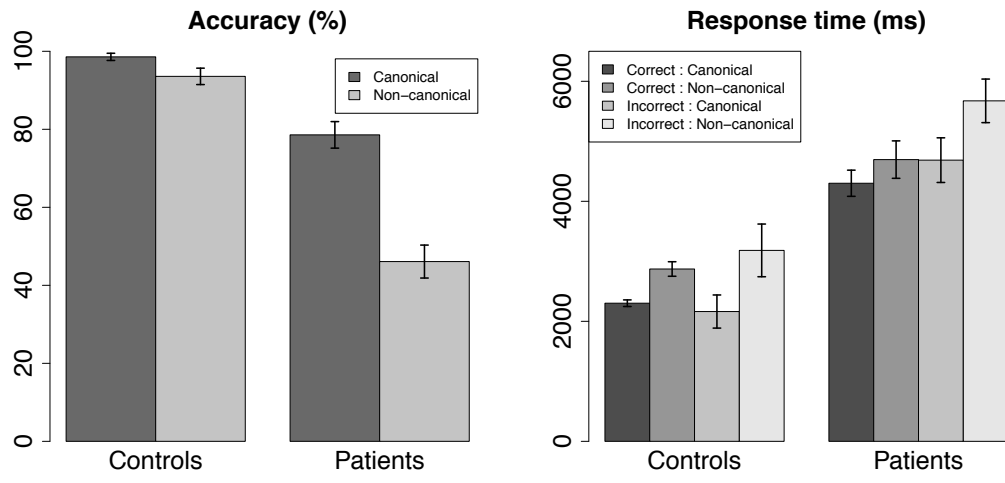 Accuracy (%)
100
80
60
40
20
0
Canonical
Non-canonical
Controls
Patients
Response time (ms)
6000
4000
2000
0
Correct : Canonical
Correct : Non-canonical
Incorrect : Canonical
Incorrect : Non-canonical
Controls
Patients